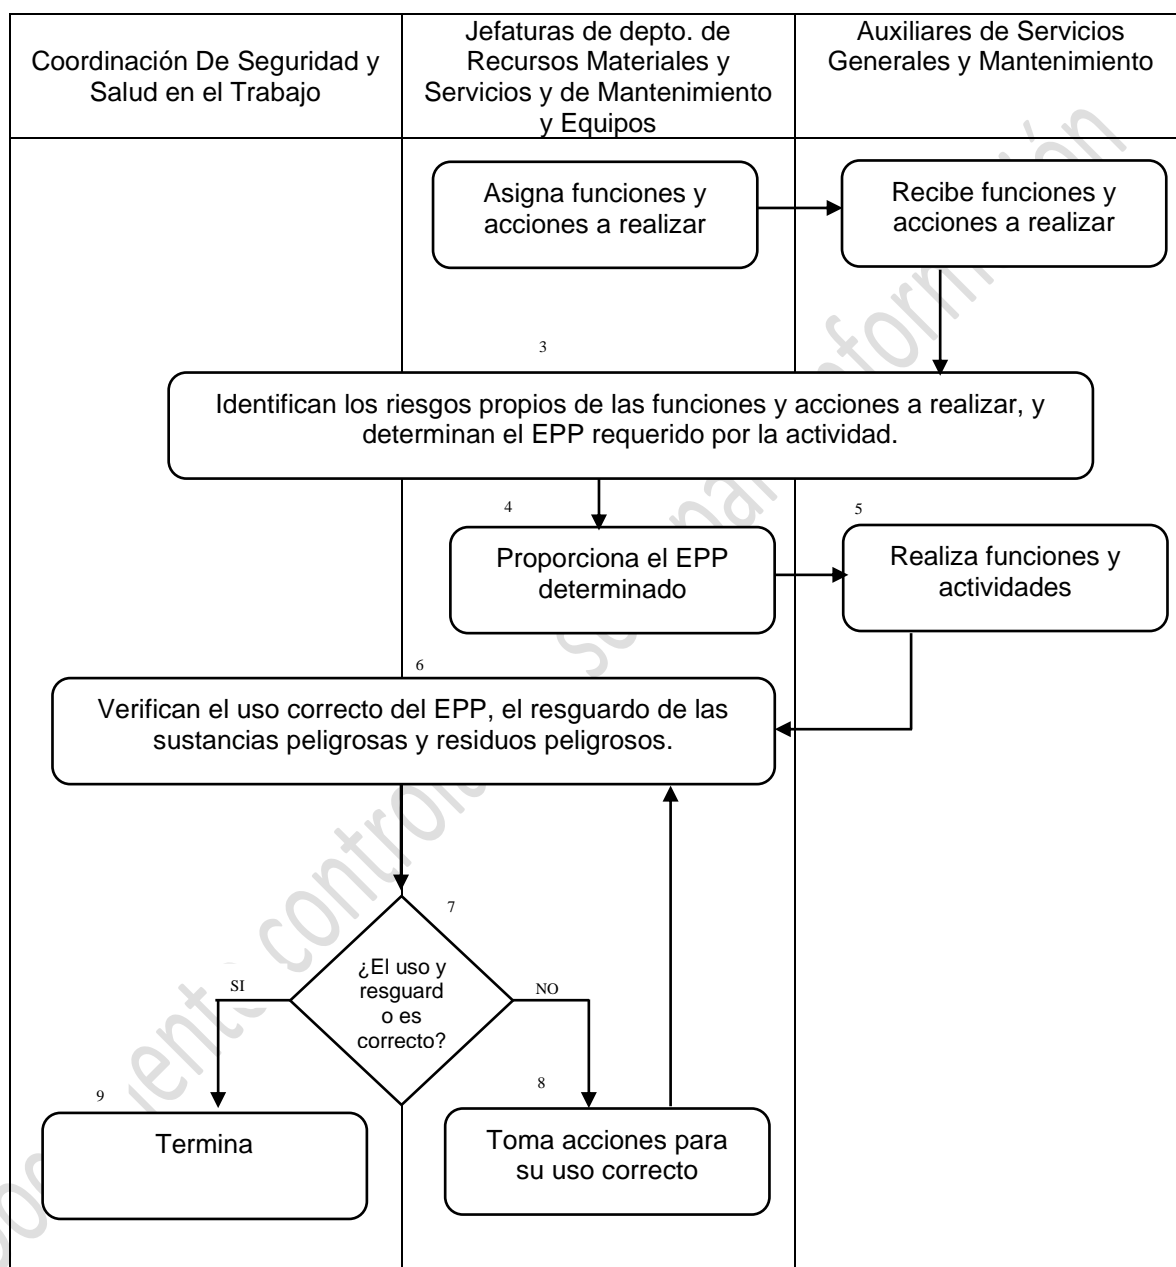 Coordinación De Seguridad y
Salud en el Trabajo
Jefaturas de depto. de
Recursos Materiales y
Servicios y de Mantenimiento
y Equipos
Auxiliares de Servicios
Generales y Mantenimiento
Asigna funciones y
acciones a realizar
Recibe funciones y
acciones a realizar
3
Identifican los riesgos propios de las funciones y acciones a realizar, y
determinan el EPP requerido por la actividad.
4
Proporciona el EPP
determinado
5
Realiza funciones y
actividades
6
Verifican el uso correcto del EPP, el resguardo de las
sustancias peligrosas y residuos peligrosos.
7
¿El uso y
resguard
o es
correcto?
SI
NO
8
Toma acciones para
su uso correcto
9
Termina